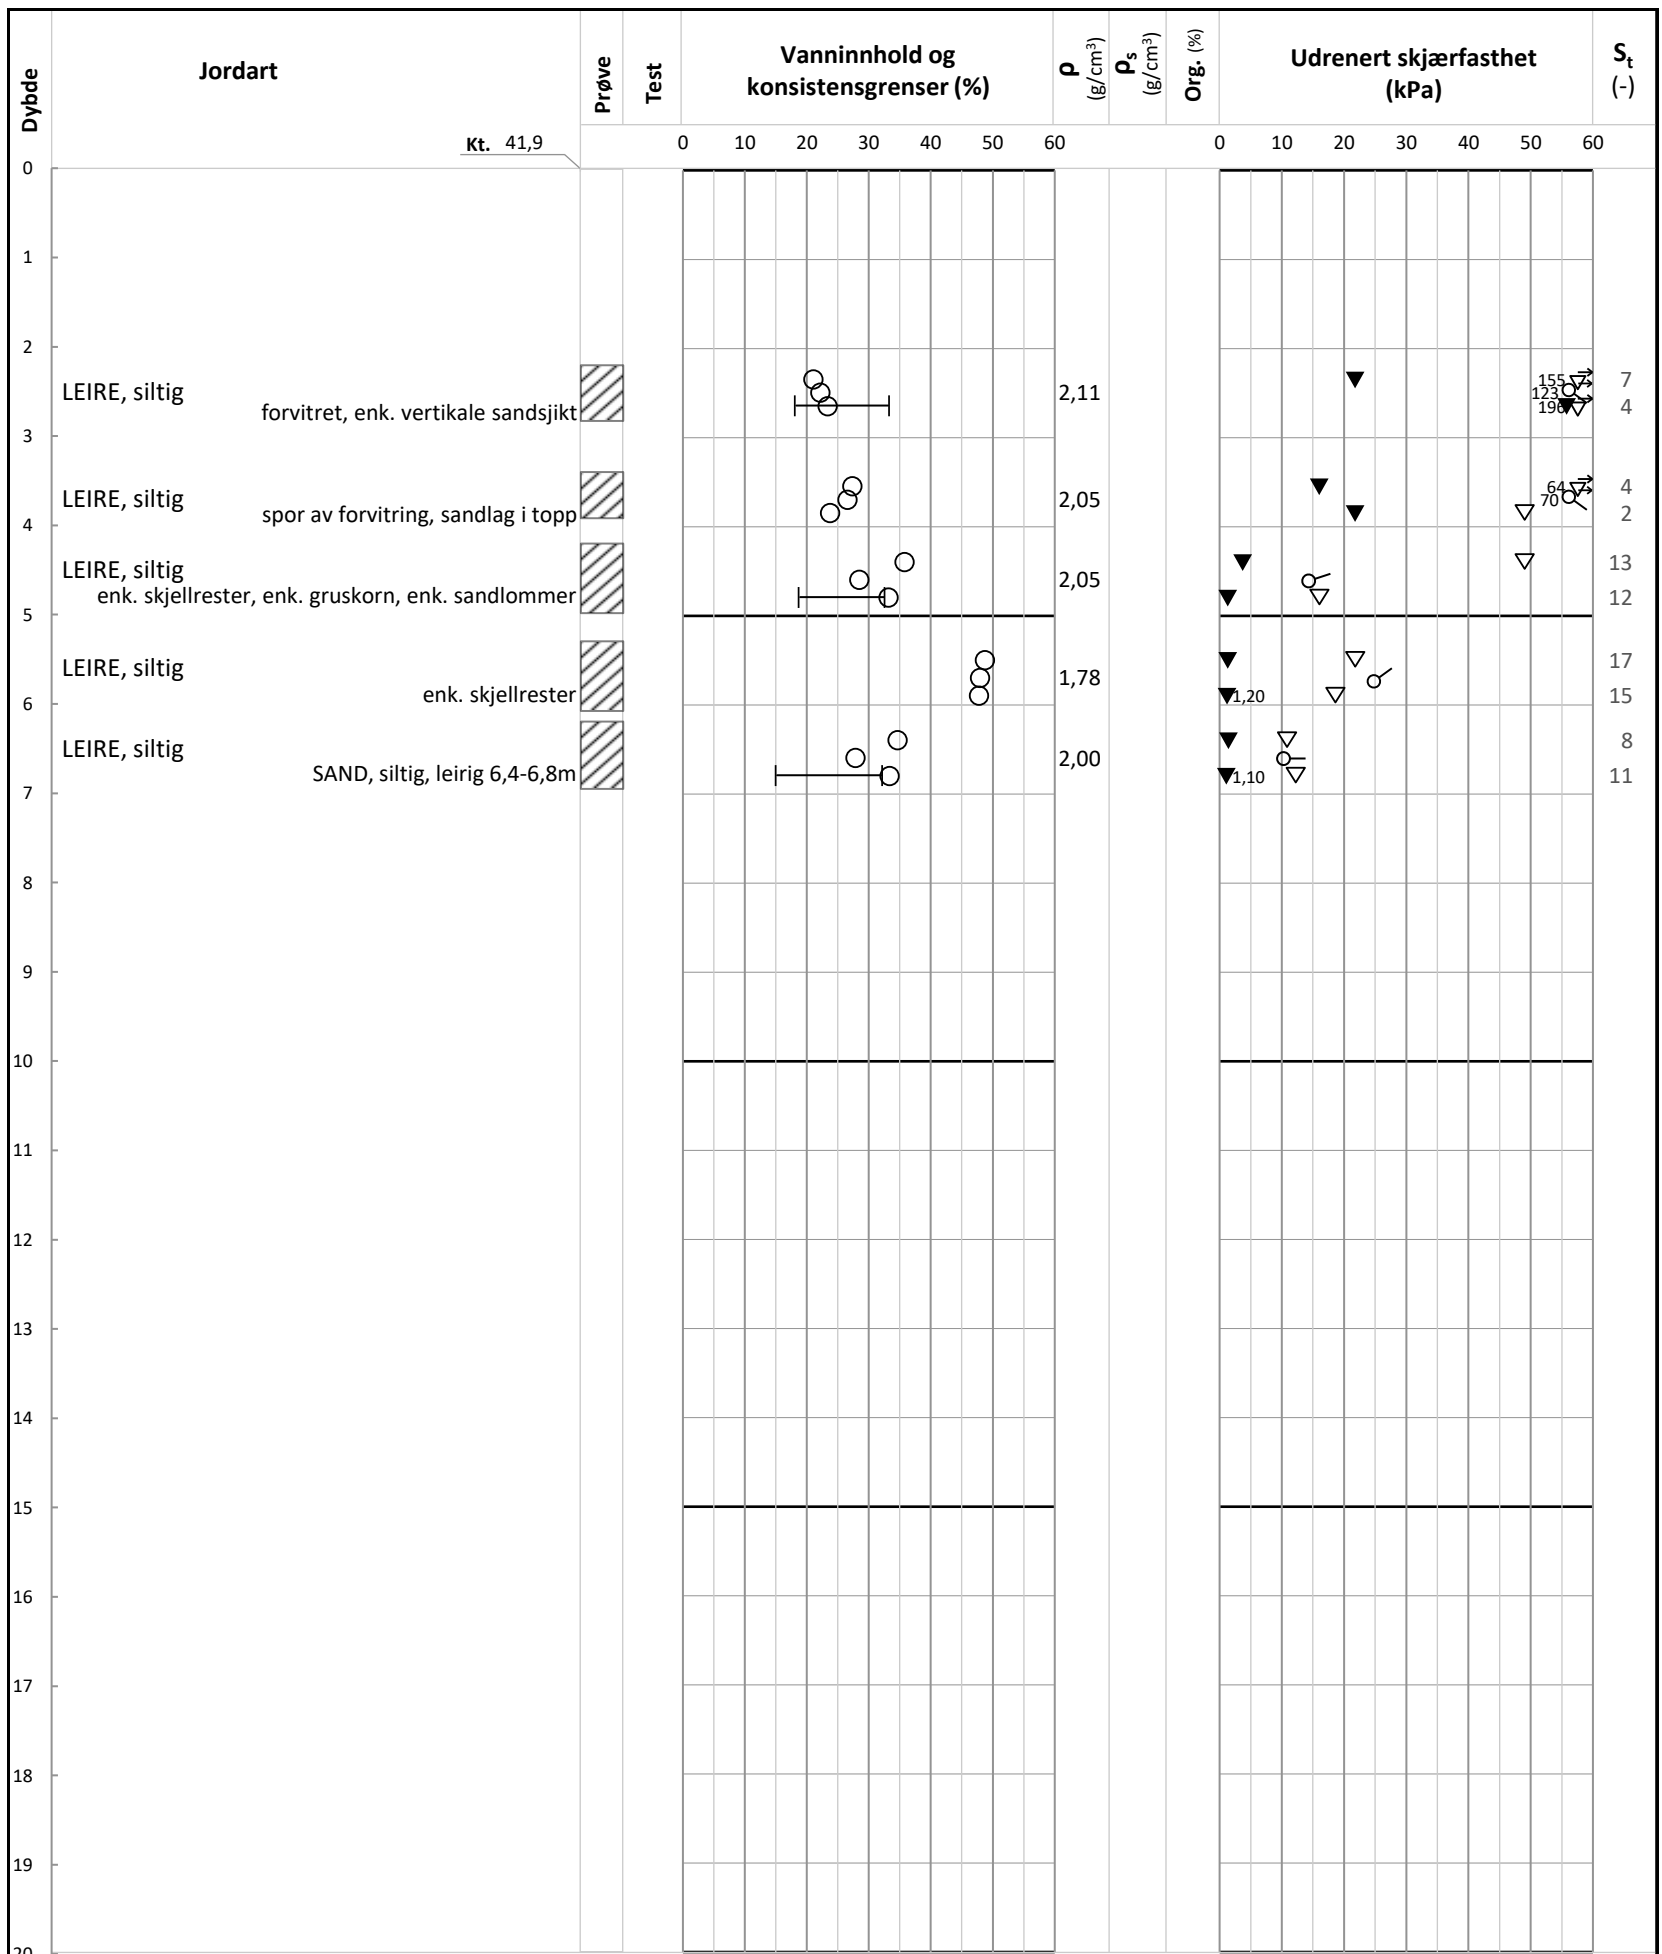 Dybde
Jordart
Prøve
Test
Vanninnhold og
konsistensgrenser (%)
ρ (g/cm³)
ρs (g/cm³)
Org. (%)
Udrenert skjærfasthet
(kPa)
St
(-)
Kt. 41,9
0 10 20 30 40 50 60
0 10 20 30 40 50 60
0
1
2
155 7
LEIRE, siltig 2,11 123
forvitret, enk. vertikale sandsjikt 196 4
3
64 4
LEIRE, siltig 2,05 70
spor av forvitring, sandlag i topp 2
4
13
LEIRE, siltig 2,05
enk. skjellrester, enk. gruskorn, enk. sandlommer 12
5
LEIRE, siltig 17
1,78
enk. skjellrester 1,20 15
6
LEIRE, siltig 8
2,00
SAND, siltig, leirig 6,4-6,8m 1,10 11
7
8
9
10
11
12
13
14
15
16
17
18
19
20